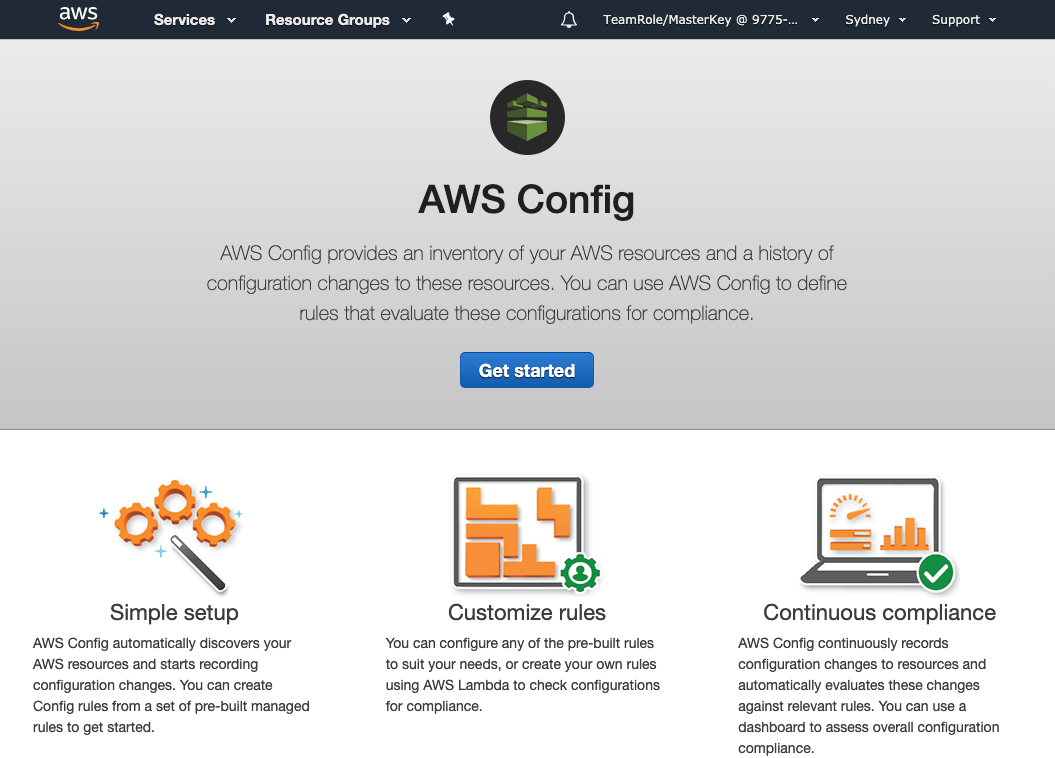 aws Services Resource Groups TeamRole/MasterKey @ 9775-... Sydney Support
AWS Config
AWS Config provides an inventory of your AWS resources and a history of
configuration changes to these resources. You can use AWS Config to define
rules that evaluate these configurations for compliance.
Get started
Simple setup
AWS Config automatically discovers your
AWS resources and starts recording
configuration changes. You can create
Config rules from a set of pre-built managed
rules to get started.
Customize rules
You can configure any of the pre-built rules
to suit your needs, or create your own rules
using AWS Lambda to check configurations
for compliance.
Continuous compliance
AWS Config continuously records
configuration changes to resources and
automatically evaluates these changes
against relevant rules. You can use a
dashboard to assess overall configuration
compliance.